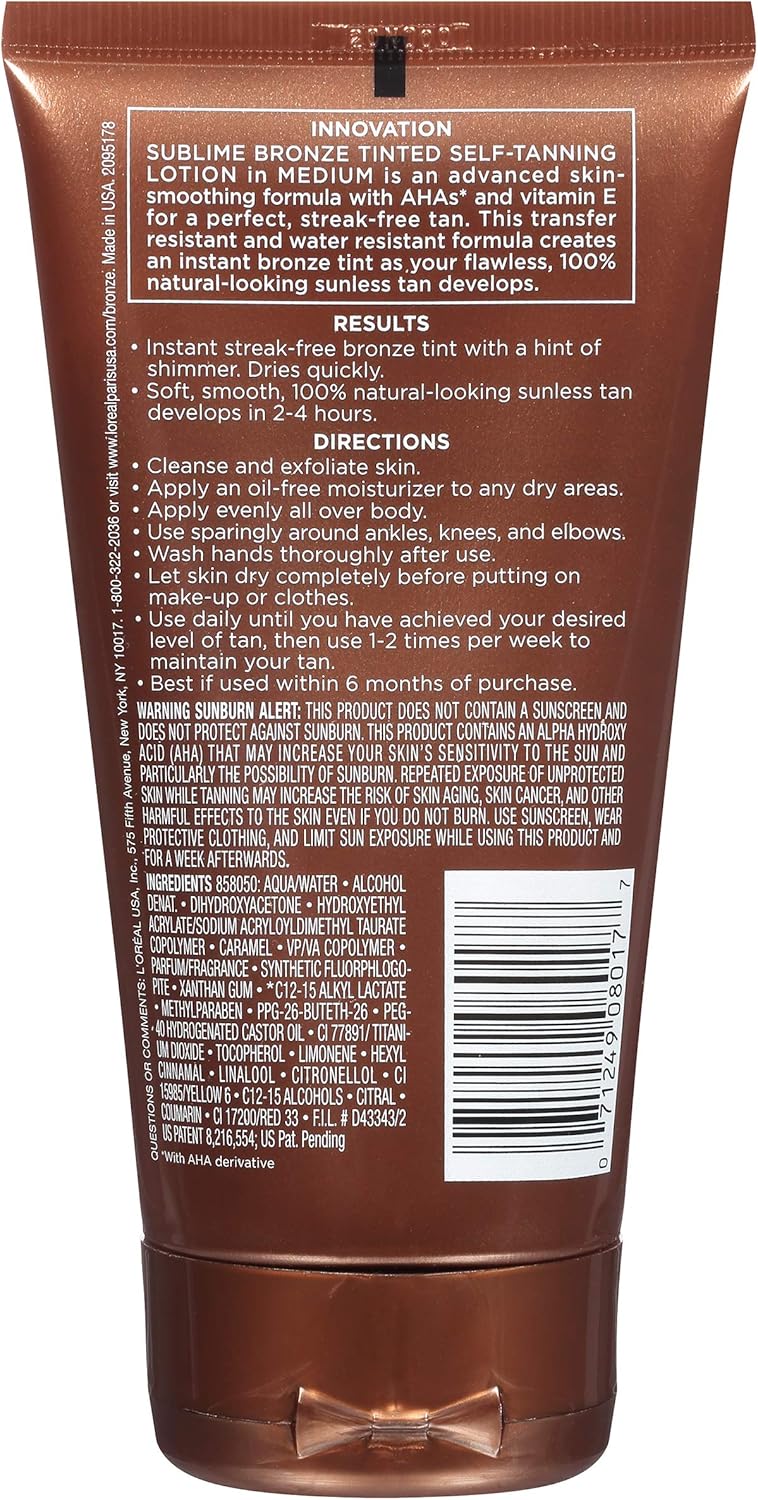 INNOVATION
SUBLIME BRONZE TINTED SELF-TANNING
LOTION in MEDIUM is an advanced skin-
smoothing formula with AHAs* and vitamin E
for a perfect, streak-free tan. This transfer
resistant and water resistant formula creates
an instant bronze tint as your flawless, 100%
natural-looking sunless tan develops.
RESULTS
• Instant streak-free bronze tint with a hint of
shimmer. Dries quickly.
• Soft, smooth, 100% natural-looking sunless tan
develops in 2-4 hours.
DIRECTIONS
• Cleanse and exfoliate skin.
• Apply an oil-free moisturizer to any dry areas.
• Apply evenly all over body.
• Use sparingly around ankles, knees, and elbows.
• Wash hands thoroughly after use.
• Let skin dry completely before putting on
make-up or clothes.
• Use daily until you have achieved your desired
level of tan, then use 1-2 times per week to
maintain your tan.
• Best if used within 6 months of purchase.
WARNING SUNBURN ALERT: THIS PRODUCT DOES NOT CONTAIN A SUNSCREEN AND
DOES NOT PROTECT AGAINST SUNBURN. THIS PRODUCT CONTAINS AN ALPHA HYDROXY
ACID (AHA) THAT MAY INCREASE YOUR SKIN'S SENSITIVITY TO THE SUN AND
PARTICULARLY THE POSSIBILITY OF SUNBURN. REPEATED EXPOSURE OF UNPROTECTED
SKIN WHILE TANNING MAY INCREASE THE RISK OF SKIN AGING, SKIN CANCER, AND OTHER
HARMFUL EFFECTS TO THE SKIN EVEN IF YOU DO NOT BURN. USE SUNSCREEN, WEAR
PROTECTIVE CLOTHING, AND LIMIT SUN EXPOSURE WHILE USING THIS PRODUCT AND
FOR A WEEK AFTERWARDS.
INGREDIENTS 858050: AQUA/WATER • ALCOHOL
DENAT. • DIHYDROXYACETONE • HYDROXYETHYL
ACRYLATE/SODIUM ACRYLOYLDIMETHYL TAURATE
COPOLYMER • CARAMEL • VP/VA COPOLYMER •
PARFUM/FRAGRANCE • SYNTHETIC FLUORPHLOGO-
PITE • XANTHAN GUM • *C12-15 ALKYL LACTATE
• METHYLPARABEN • PPG-26-BUTETH-26 • PEG-
40 HYDROGENATED CASTOR OIL • CI 77891/ TITANI-
UM DIOXIDE • TOCOPHEROL • LIMONENE • HEXYL
CINNAMAL • LINALOOL • CITRONELLOL • CI
15985/YELLOW 6 • C12-15 ALCOHOLS • CITRAL •
COUMARIN • CI 17200/RED 33 • F.I.L. # D43343/2
US PATENT 8,216,554; US Pat. Pending
*With AHA derivative
QUESTIONS OR COMMENTS: L'ORÉAL USA, Inc., 575 Fifth Avenue, New York, NY 10017. 1-800-322-2036 or visit www.lorealparisusa.com/bronze. Made in USA. 2095178
0 71249 08017 7